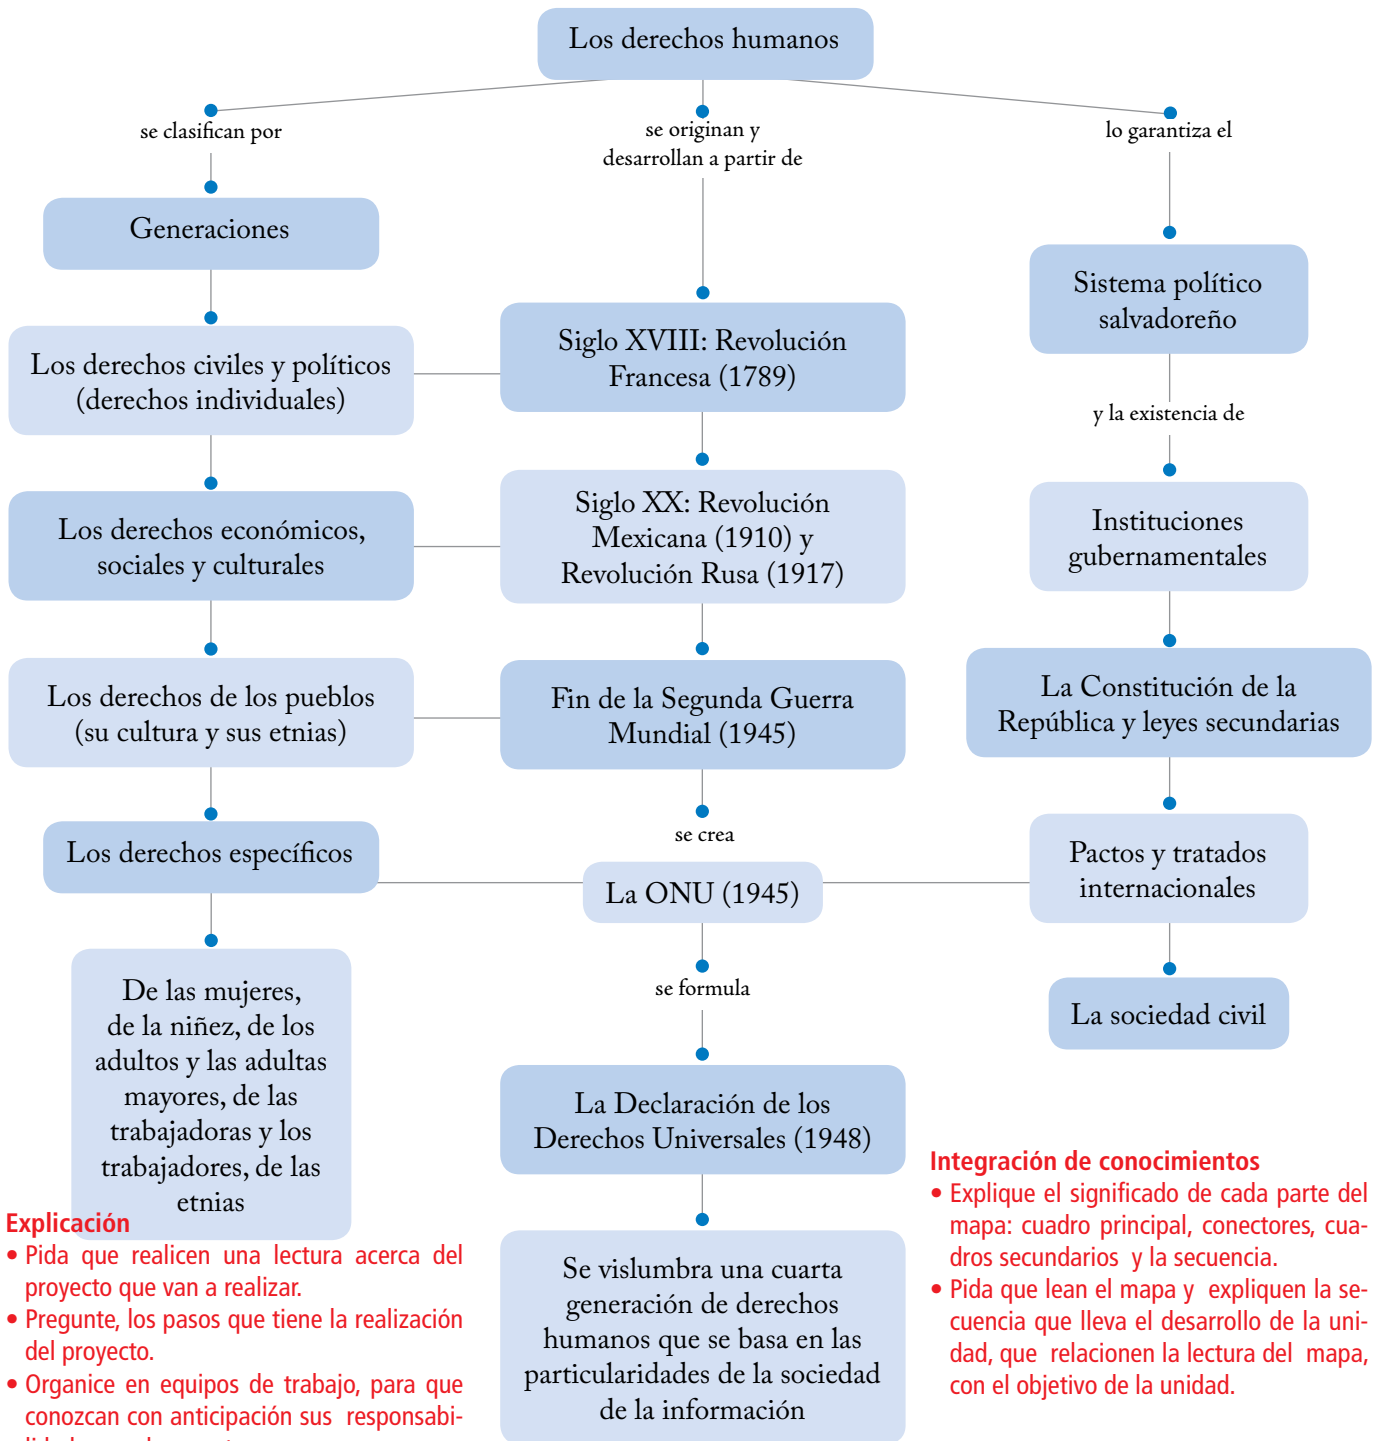 Los derechos humanos
se clasifican por
Generaciones
Los derechos civiles y políticos
(derechos individuales)
Los derechos económicos,
sociales y culturales
Los derechos de los pueblos
(su cultura y sus etnias)
Los derechos específicos
De las mujeres,
de la niñez, de los
adultos y las adultas
mayores, de las
trabajadoras y los
trabajadores, de las
etnias
se originan y
desarrollan a partir de
Siglo XVIII: Revolución
Francesa (1789)
Siglo XX: Revolución
Mexicana (1910) y
Revolución Rusa (1917)
Fin de la Segunda Guerra
Mundial (1945)
se crea
La ONU (1945)
se formula
La Declaración de los
Derechos Universales (1948)
Se vislumbra una cuarta
generación de derechos
humanos que se basa en las
particularidades de la sociedad
de la información
lo garantiza el
Sistema político
salvadoreño
y la existencia de
Instituciones
gubernamentales
La Constitución de la
República y leyes secundarias
Pactos y tratados
internacionales
La sociedad civil
Explicación
• Pida que realicen una lectura acerca del
proyecto que van a realizar.
• Pregunte, los pasos que tiene la realización
del proyecto.
• Organice en equipos de trabajo, para que
conozcan con anticipación sus responsabi-
Integración de conocimientos
• Explique el significado de cada parte del
mapa: cuadro principal, conectores, cua-
dros secundarios y la secuencia.
• Pida que lean el mapa y expliquen la se-
cuencia que lleva el desarrollo de la uni-
dad, que relacionen la lectura del mapa,
con el objetivo de la unidad.